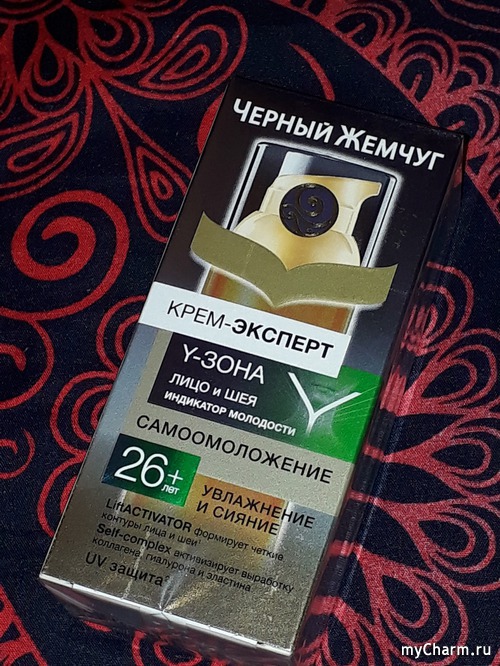 ЧЕРНЫЙ ЖЕМЧУГ
КРЕМ-ЭКСПЕРТ
Y-ЗОНА
ЛИЦО и ШЕЯ
ИНДИКАТОР МОЛОДОСТИ
Y
САМООМОЛОЖЕНИЕ
26+
ЛЕТ
УВЛАЖНЕНИЕ
И СИЯНИЕ
LiftACTIVATOR формирует четкие
контуры лица и шеи
Self-complex активизирует выработку
коллагена, гиалурона и эластина
UV защита
myCharm.ru